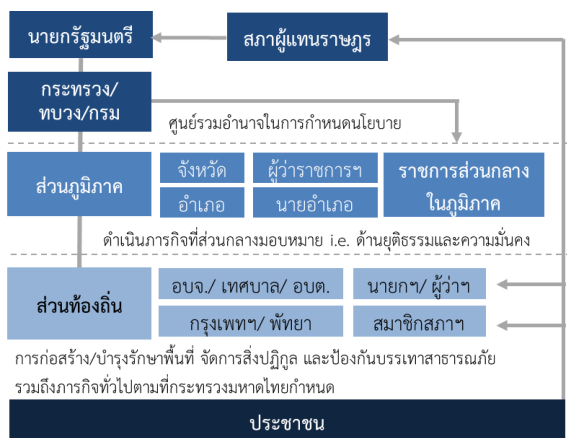 นายกรัฐมนตรี
สภาผู้แทนราษฎร
กระทรวง/
ทบวง/กรม
ศูนย์รวมอำนาจในการกำหนดนโยบาย
ส่วนภูมิภาค
จังหวัด
ผู้ว่าราชการฯ
อำเภอ
นายอำเภอ
ราชการส่วนกลาง
ในภูมิภาค
ดำเนินภารกิจที่ส่วนกลางมอบหมาย i.e. ด้านยุติธรรมและความมั่นคง
ส่วนท้องถิ่น
อบจ./ เทศบาล/ อบต.
นายกฯ/ ผู้ว่าฯ
กรุงเพทฯ/ พัทยา
สมาชิกสภาฯ
การก่อสร้าง/บำรุงรักษาพื้นที่ จัดการสิ่งปฏิกูล และป้องกันบรรเทาสาธารณภัย
รวมถึงภารกิจทั่วไปตามที่กระทรวงมหาดไทยกำหนด
ประชาชน